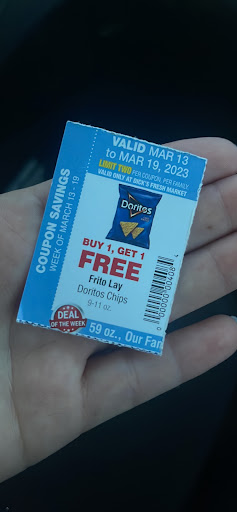 COUPON SAVINGS
WEEK OF MARCH 13 - 19
VALID MAR 13
to MAR 19, 2023
LIMIT TWO PER COUPON, PER FAMILY
VALID ONLY AT DICK'S FRESH MARKET
Doritos
BUY 1, GET 1
FREE
Frito Lay
Doritos Chips
9-11 oz.
DEAL
OF THE WEEK
59 oz., Our Fam